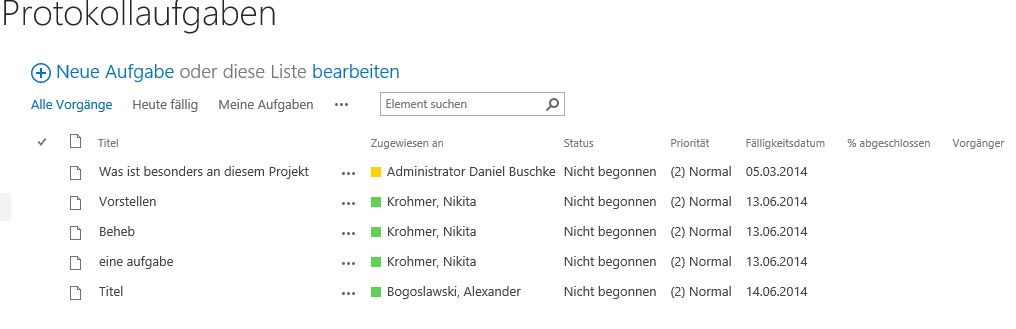 Protokollaufgaben
Neue Aufgabe oder diese Liste bearbeiten
Alle Vorgänge Heute fällig Meine Aufgaben ••• Element suchen
Titel Zugewiesen an Status Priorität Fälligkeitsdatum % abgeschlossen Vorgänger
Was ist besonders an diesem Projekt ••• Administrator Daniel Buschke Nicht begonnen (2) Normal 05.03.2014
Vorstellen ••• Krohmer, Nikita Nicht begonnen (2) Normal 13.06.2014
Beheb ••• Krohmer, Nikita Nicht begonnen (2) Normal 13.06.2014
eine aufgabe ••• Krohmer, Nikita Nicht begonnen (2) Normal 13.06.2014
Titel ••• Bogoslawski, Alexander Nicht begonnen (2) Normal 14.06.2014